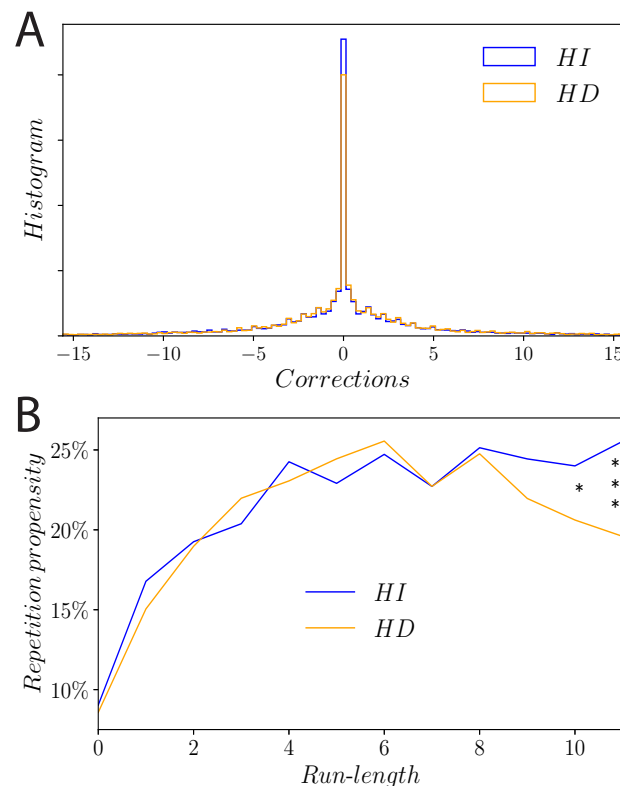 A
HI
HD
Histogram
−15 −10 −5 0 5 10 15
Corrections
B
25%
20%
15%
10%
Repetition propensity
* * * *
HI
HD
0 2 4 6 8 10
Run-length